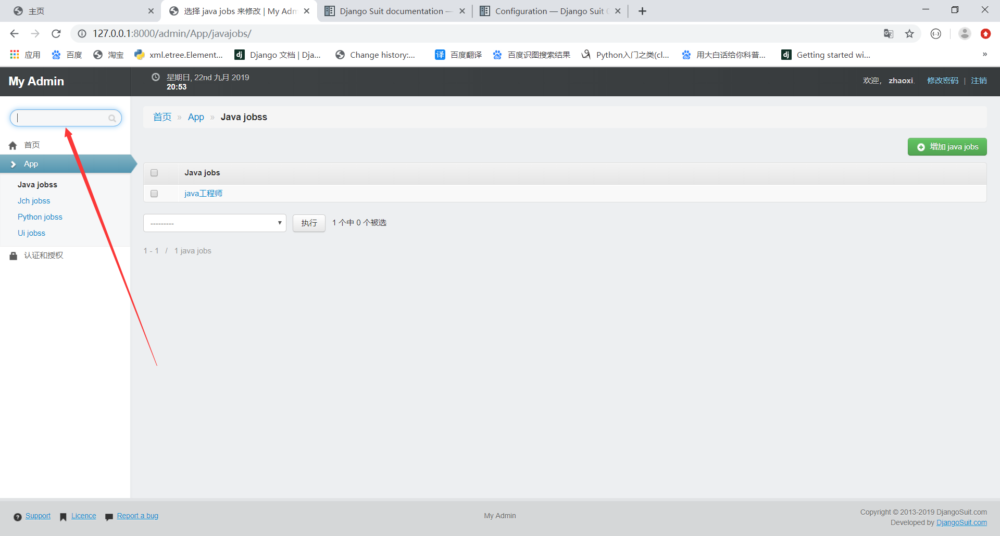 主页
选择 java jobs 来修改 | My Adm
Django Suit documentation —
Configuration — Django Suit 0
127.0.0.1:8000/admin/App/javajobs/
应用
百度
淘宝
xml.etree.Element...
Django 文档 | Dja...
Change history:...
译 百度翻译
百度识图搜索结果
Python入门之类(cl...
用大白话给你科普...
dj Getting started wi...
»
My Admin
星期日, 22nd 九月 2019
20:53
欢迎， zhaoxi. 修改密码 | 注销
首页 » App » Java jobss
首页
App
Java jobss
Jch jobss
Python jobss
Ui jobss
认证和授权
增加 java jobs
Java jobs
java工程师
---------
执行
1 个中 0 个被选
1 - 1 / 1 java jobs
Support
Licence
Report a bug
My Admin
Copyright © 2013-2019 DjangoSuit.com
Developed by DjangoSuit.com